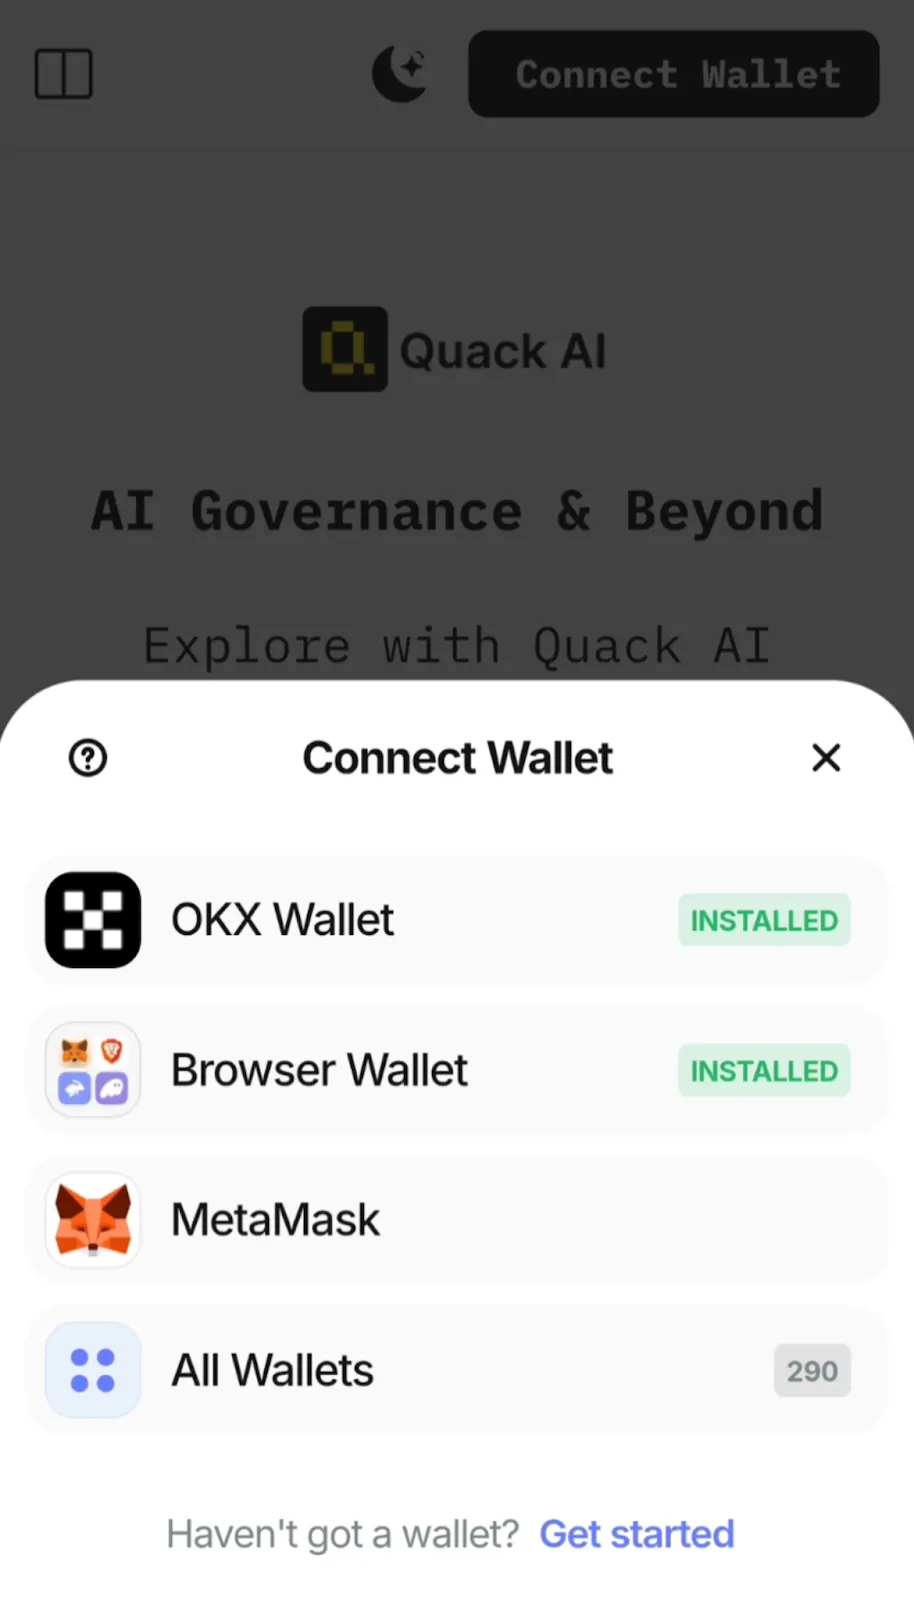 Connect Wallet
Quack AI
AI Governance & Beyond
Explore with Quack AI
Connect Wallet
OKX Wallet INSTALLED
Browser Wallet INSTALLED
MetaMask
All Wallets 290
Haven't got a wallet? Get started